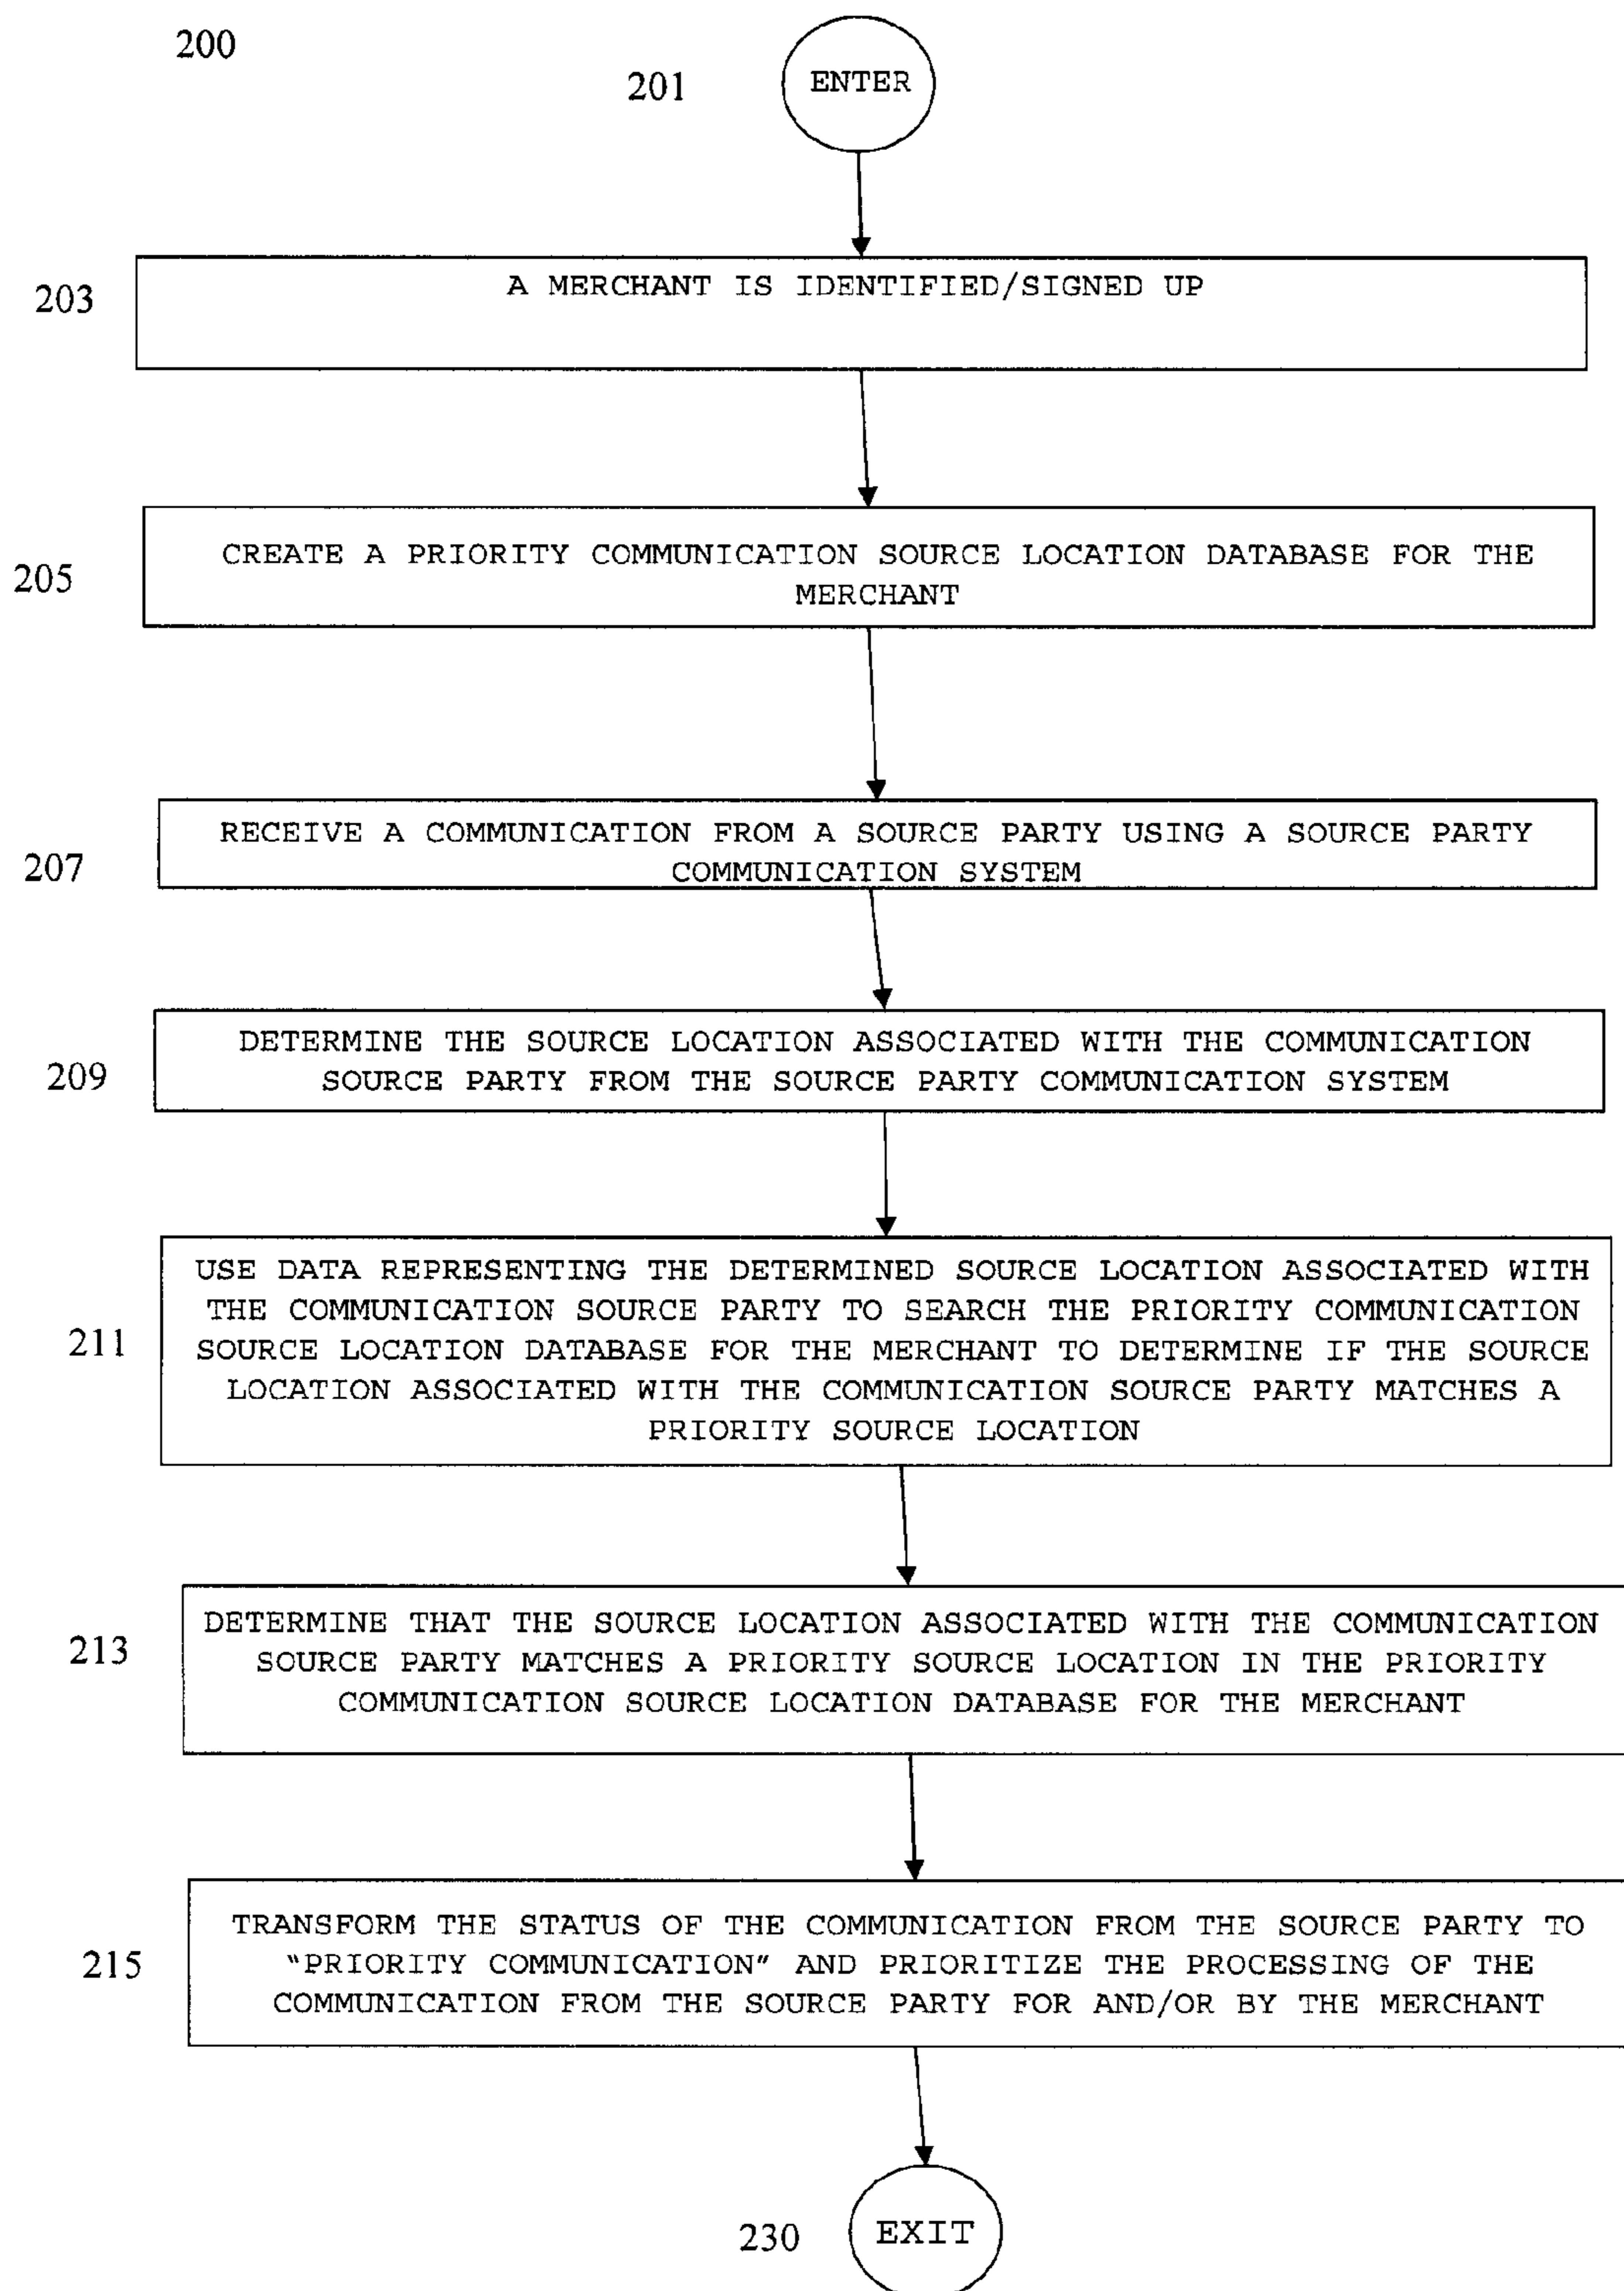 200
201
ENTER
203
A MERCHANT IS IDENTIFIED/SIGNED UP
205
CREATE A PRIORITY COMMUNICATION SOURCE LOCATION DATABASE FOR THE
MERCHANT
207
RECEIVE A COMMUNICATION FROM A SOURCE PARTY USING A SOURCE PARTY
COMMUNICATION SYSTEM
209
DETERMINE THE SOURCE LOCATION ASSOCIATED WITH THE COMMUNICATION
SOURCE PARTY FROM THE SOURCE PARTY COMMUNICATION SYSTEM
211
USE DATA REPRESENTING THE DETERMINED SOURCE LOCATION ASSOCIATED WITH
THE COMMUNICATION SOURCE PARTY TO SEARCH THE PRIORITY COMMUNICATION
SOURCE LOCATION DATABASE FOR THE MERCHANT TO DETERMINE IF THE SOURCE
LOCATION ASSOCIATED WITH THE COMMUNICATION SOURCE PARTY MATCHES A
PRIORITY SOURCE LOCATION
213
DETERMINE THAT THE SOURCE LOCATION ASSOCIATED WITH THE COMMUNICATION
SOURCE PARTY MATCHES A PRIORITY SOURCE LOCATION IN THE PRIORITY
COMMUNICATION SOURCE LOCATION DATABASE FOR THE MERCHANT
215
TRANSFORM THE STATUS OF THE COMMUNICATION FROM THE SOURCE PARTY TO
“PRIORITY COMMUNICATION” AND PRIORITIZE THE PROCESSING OF THE
COMMUNICATION FROM THE SOURCE PARTY FOR AND/OR BY THE MERCHANT
230
EXIT